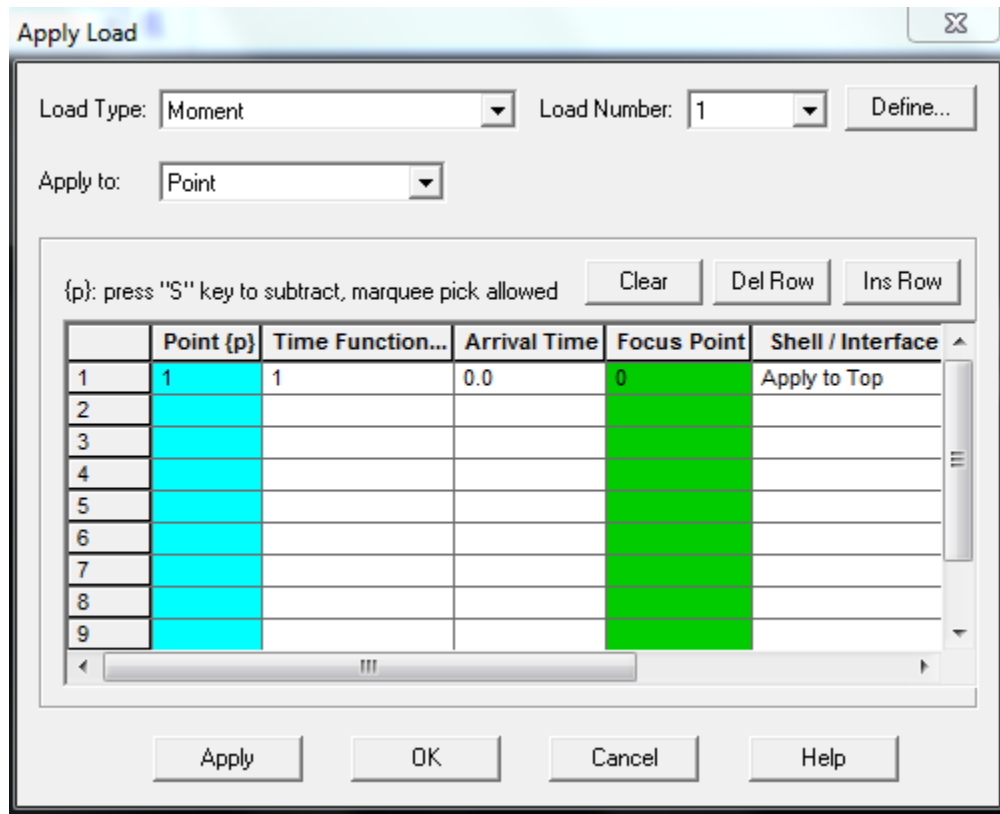 Apply Load
Load Type: Moment Load Number: 1 Define...
Apply to: Point
{p}: press "S" key to subtract, marquee pick allowed Clear Del Row Ins Row
Point {p} Time Function... Arrival Time Focus Point Shell / Interface
1 1 1 0.0 0 Apply to Top
2
3
4
5
6
7
8
9
Apply OK Cancel Help